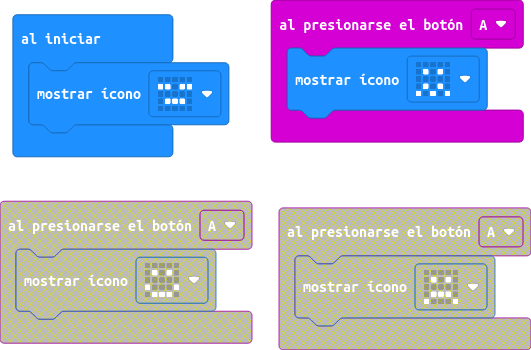 al iniciar
mostrar ícono
al presionarse el botón A
mostrar ícono
al presionarse el botón A
mostrar ícono
al presionarse el botón A
mostrar ícono